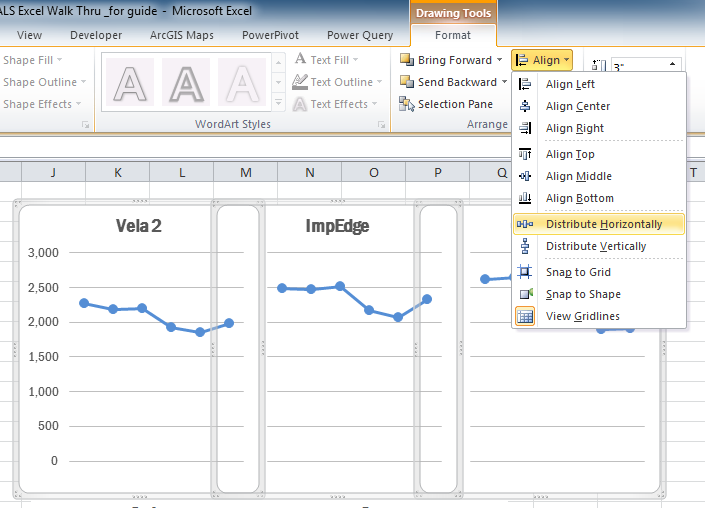 ALS Excel Walk Thru _for guide - Microsoft Excel
Drawing Tools
View Developer ArcGIS Maps PowerPivot Power Query Format
Shape Fill
Shape Outline
Shape Effects
A A A
WordArt Styles
Text Fill
Text Outline
Text Effects
Bring Forward
Send Backward
Selection Pane
Arrange
Align
3"
Align Left
Align Center
Align Right
Align Top
Align Middle
Align Bottom
Distribute Horizontally
Distribute Vertically
Snap to Grid
Snap to Shape
View Gridlines
J K L M N O P Q T
Vela 2
ImpEdge
3,000
2,500
2,000
1,500
1,000
500
0